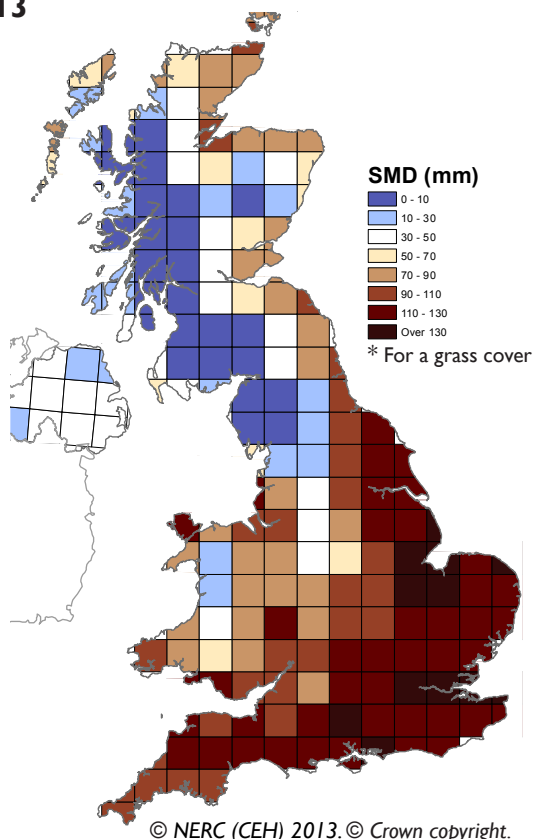 13
SMD (mm)
0 - 10
10 - 30
30 - 50
50 - 70
70 - 90
90 - 110
110 - 130
Over 130
* For a grass cover
© NERC (CEH) 2013. © Crown copyright.